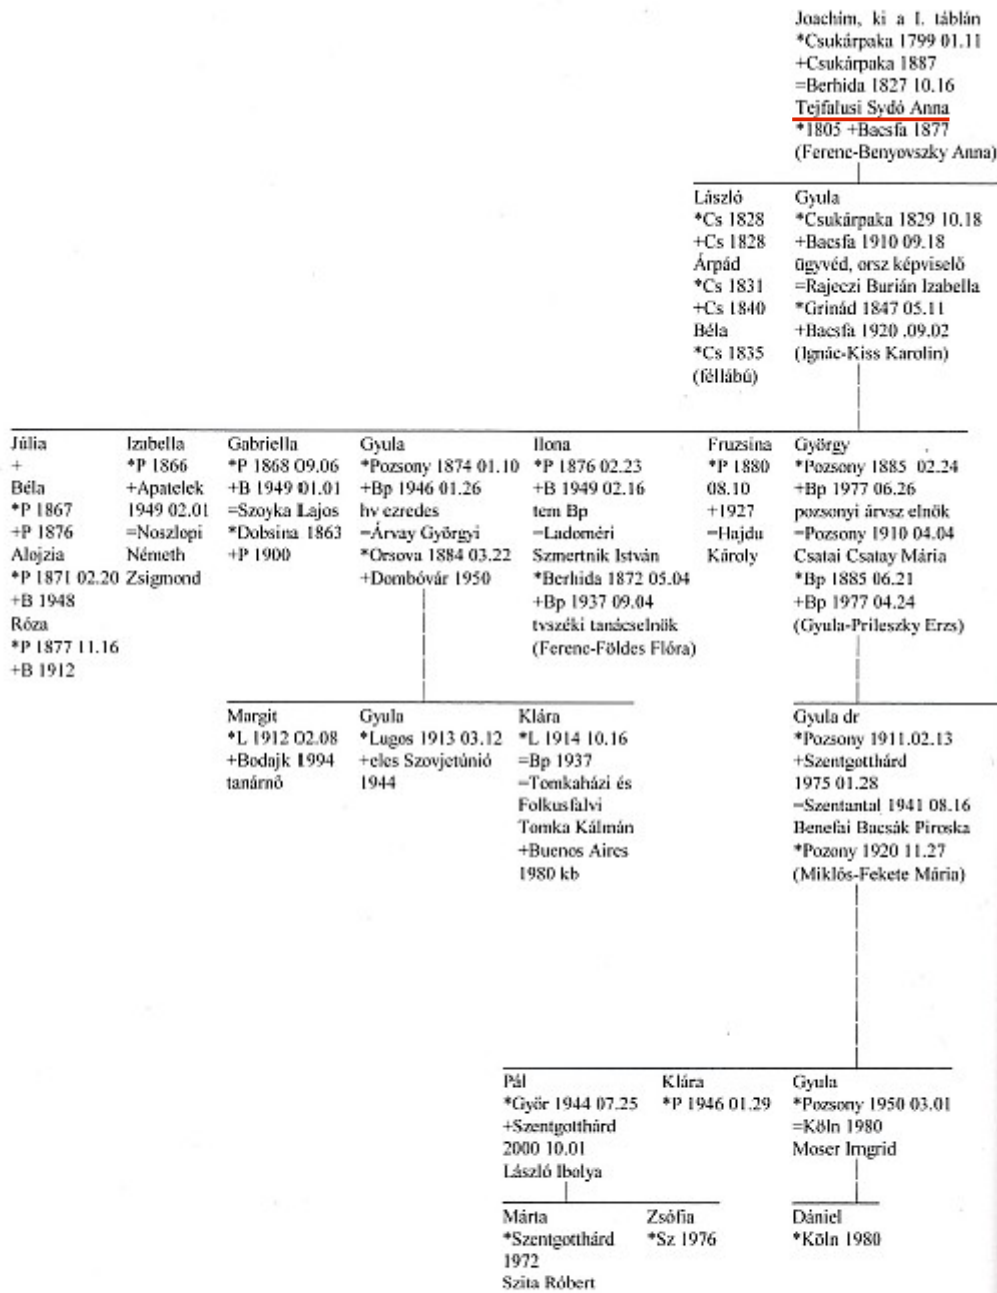 Joachim, ki a I. táblán
*Csukárpaka 1799 01.11
+Csukárpaka 1887
=Berhida 1827 10.16
Tejfalusi Sydó Anna
*1805 +Bacsfa 1877
(Ferenc-Benyovszky Anna)
László
*Cs 1828
+Cs 1828
Árpád
*Cs 1831
+Cs 1840
Béla
*Cs 1835
(féllábú)
Gyula
*Csukárpaka 1829 10.18
+Bacsfa 1910 09.18
ügyvéd, orsz képviselő
=Rajeczi Burián Izabella
*Grinád 1847 05.11
+Bacsfa 1920 .09.02
(Ignác-Kiss Karolin)
Júlia
+
Béla
*P 1867
+P 1876
Alojzia
*P 1871 02.20
+B 1948
Róza
*P 1877 11.16
+B 1912
Izabella
*P 1866
+Apatelek
1949 02.01
=Noszlopi
Németh
Zsigmond
Gabriella
*P 1868 09.06
+B 1949 01.01
=Szoyka Lajos
*Dobsina 1863
+P 1900
Gyula
*Pozsony 1874 01.10
+Bp 1946 01.26
hv ezredes
=Árvay Györgyi
*Orsova 1884 03.22
+Dombóvár 1950
Ilona
*P 1876 02.23
+B 1949 02.16
tem Bp
=Ladoméri
Szmertnik István
*Berhida 1872 05.04
+Bp 1937 09.04
tvszéki tanácselnök
(Ferenc-Földes Flóra)
Fruzsina
*P 1880
08.10
+1927
=Hajdu
Károly
György
*Pozsony 1885 02.24
+Bp 1977 06.26
pozsonyi árvsz elnök
=Pozsony 1910 04.04
Csatai Csatay Mária
*Bp 1885 06.21
+Bp 1977 04.24
(Gyula-Prileszky Erzs)
Margit
*L 1912 02.08
+Bodajk 1994
tanárnő
Gyula
*Lugos 1913 03.12
+eles Szovjetúnió
1944
Klára
*L 1914 10.16
=Bp 1937
=Tomkaházi és
Folkusfalvi
Tomka Kálmán
+Buenos Aires
1980 kb
Gyula dr
*Pozsony 1911.02.13
+Szentgotthárd
1975 01.28
=Szentantal 1941 08.16
Benefai Bacsák Piroska
*Pozony 1920 11.27
(Miklós-Fekete Mária)
Pál
*Győr 1944 07.25
+Szentgotthárd
2000 10.01
László Ibolya
Klára
*P 1946 01.29
Gyula
*Pozsony 1950 03.01
=Köln 1980
Moser Irngrid
Márta
*Szentgotthárd
1972
Szita Róbert
Zsófia
*Sz 1976
Dániel
*Köln 1980